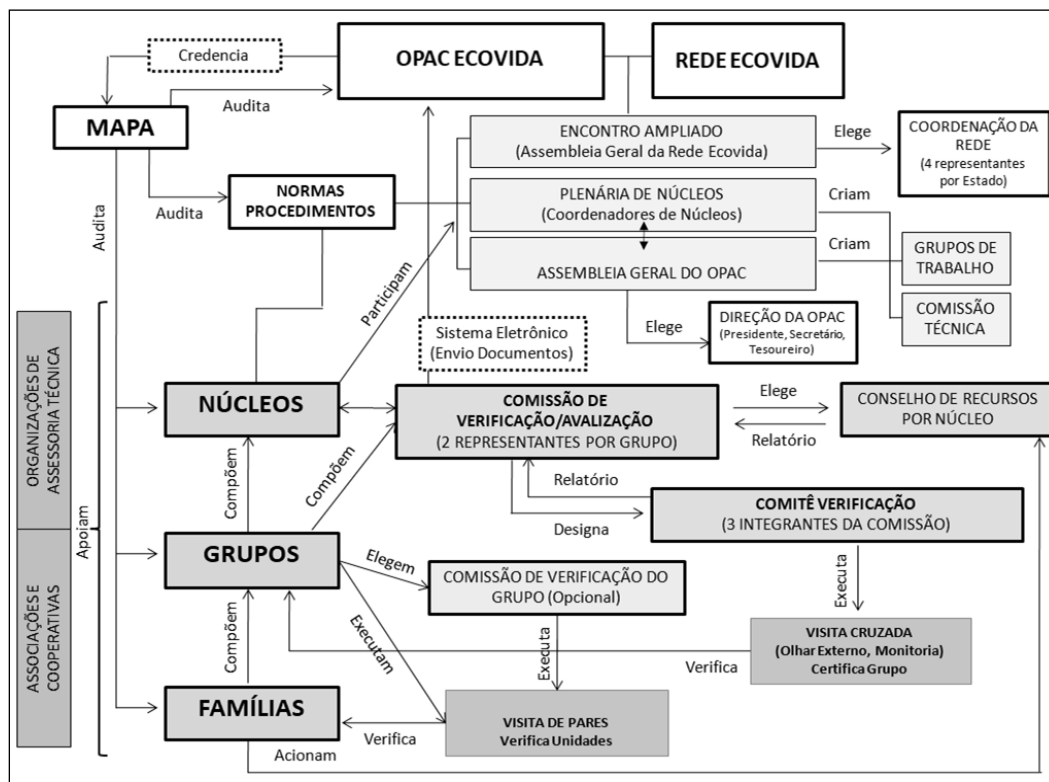 Credencia
OPAC ECOVIDA
REDE ECOVIDA
Audita
MAPA
ENCONTRO AMPLIADO
(Assembleia Geral da Rede Ecovida)
Elege
COORDENAÇÃO DA
REDE
(4 representantes
por Estado)
NORMAS
PROCEDIMENTOS
Audita
Audita
PLENÁRIA DE NÚCLEOS
(Coordenadores de Núcleos)
Criam
ASSEMBLEIA GERAL DO OPAC
Criam
GRUPOS DE
TRABALHO
COMISSÃO
TÉCNICA
Participam
Elege
DIREÇÃO DA OPAC
(Presidente, Secretário,
Tesoureiro)
Sistema Eletrônico
(Envio Documentos)
ORGANIZAÇÕES DE
ASSESSORIA TÉCNICA
ASSOCIAÇÕES E
COOPERATIVAS
Apoiam
NÚCLEOS
COMISSÃO DE
VERIFICAÇÃO/AVALIZAÇÃO
(2 REPRESENTANTES POR GRUPO)
Elege
Relatório
CONSELHO DE RECURSOS
POR NÚCLEO
Compõem
Compõem
Relatório
Designa
COMITÊ VERIFICAÇÃO
(3 INTEGRANTES DA COMISSÃO)
GRUPOS
Elegem
COMISSÃO DE VERIFICAÇÃO DO
GRUPO (Opcional)
Executa
Compõem
Executam
Executa
VISITA CRUZADA
(Olhar Externo, Monitoria)
Certifica Grupo
Verifica
FAMÍLIAS
Verifica
VISITA DE PARES
Verifica Unidades
Acionam